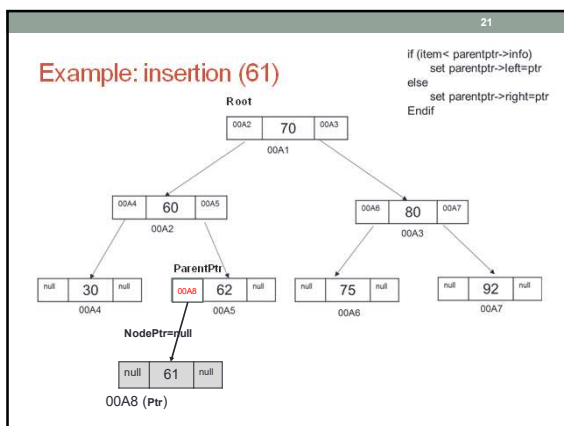 21
Example: insertion (61)
if (item< parentptr->info)
set parentptr->left=ptr
else
set parentptr->right=ptr
Endif
Root
00A2 70 00A3
00A1
00A4 60 00A5
00A2
00A6 80 00A7
00A3
ParentPtr
null 30 null
00A4
00A8 62 null
00A5
null 75 null
00A6
null 92 null
00A7
NodePtr=null
null 61 null
00A8 (Ptr)